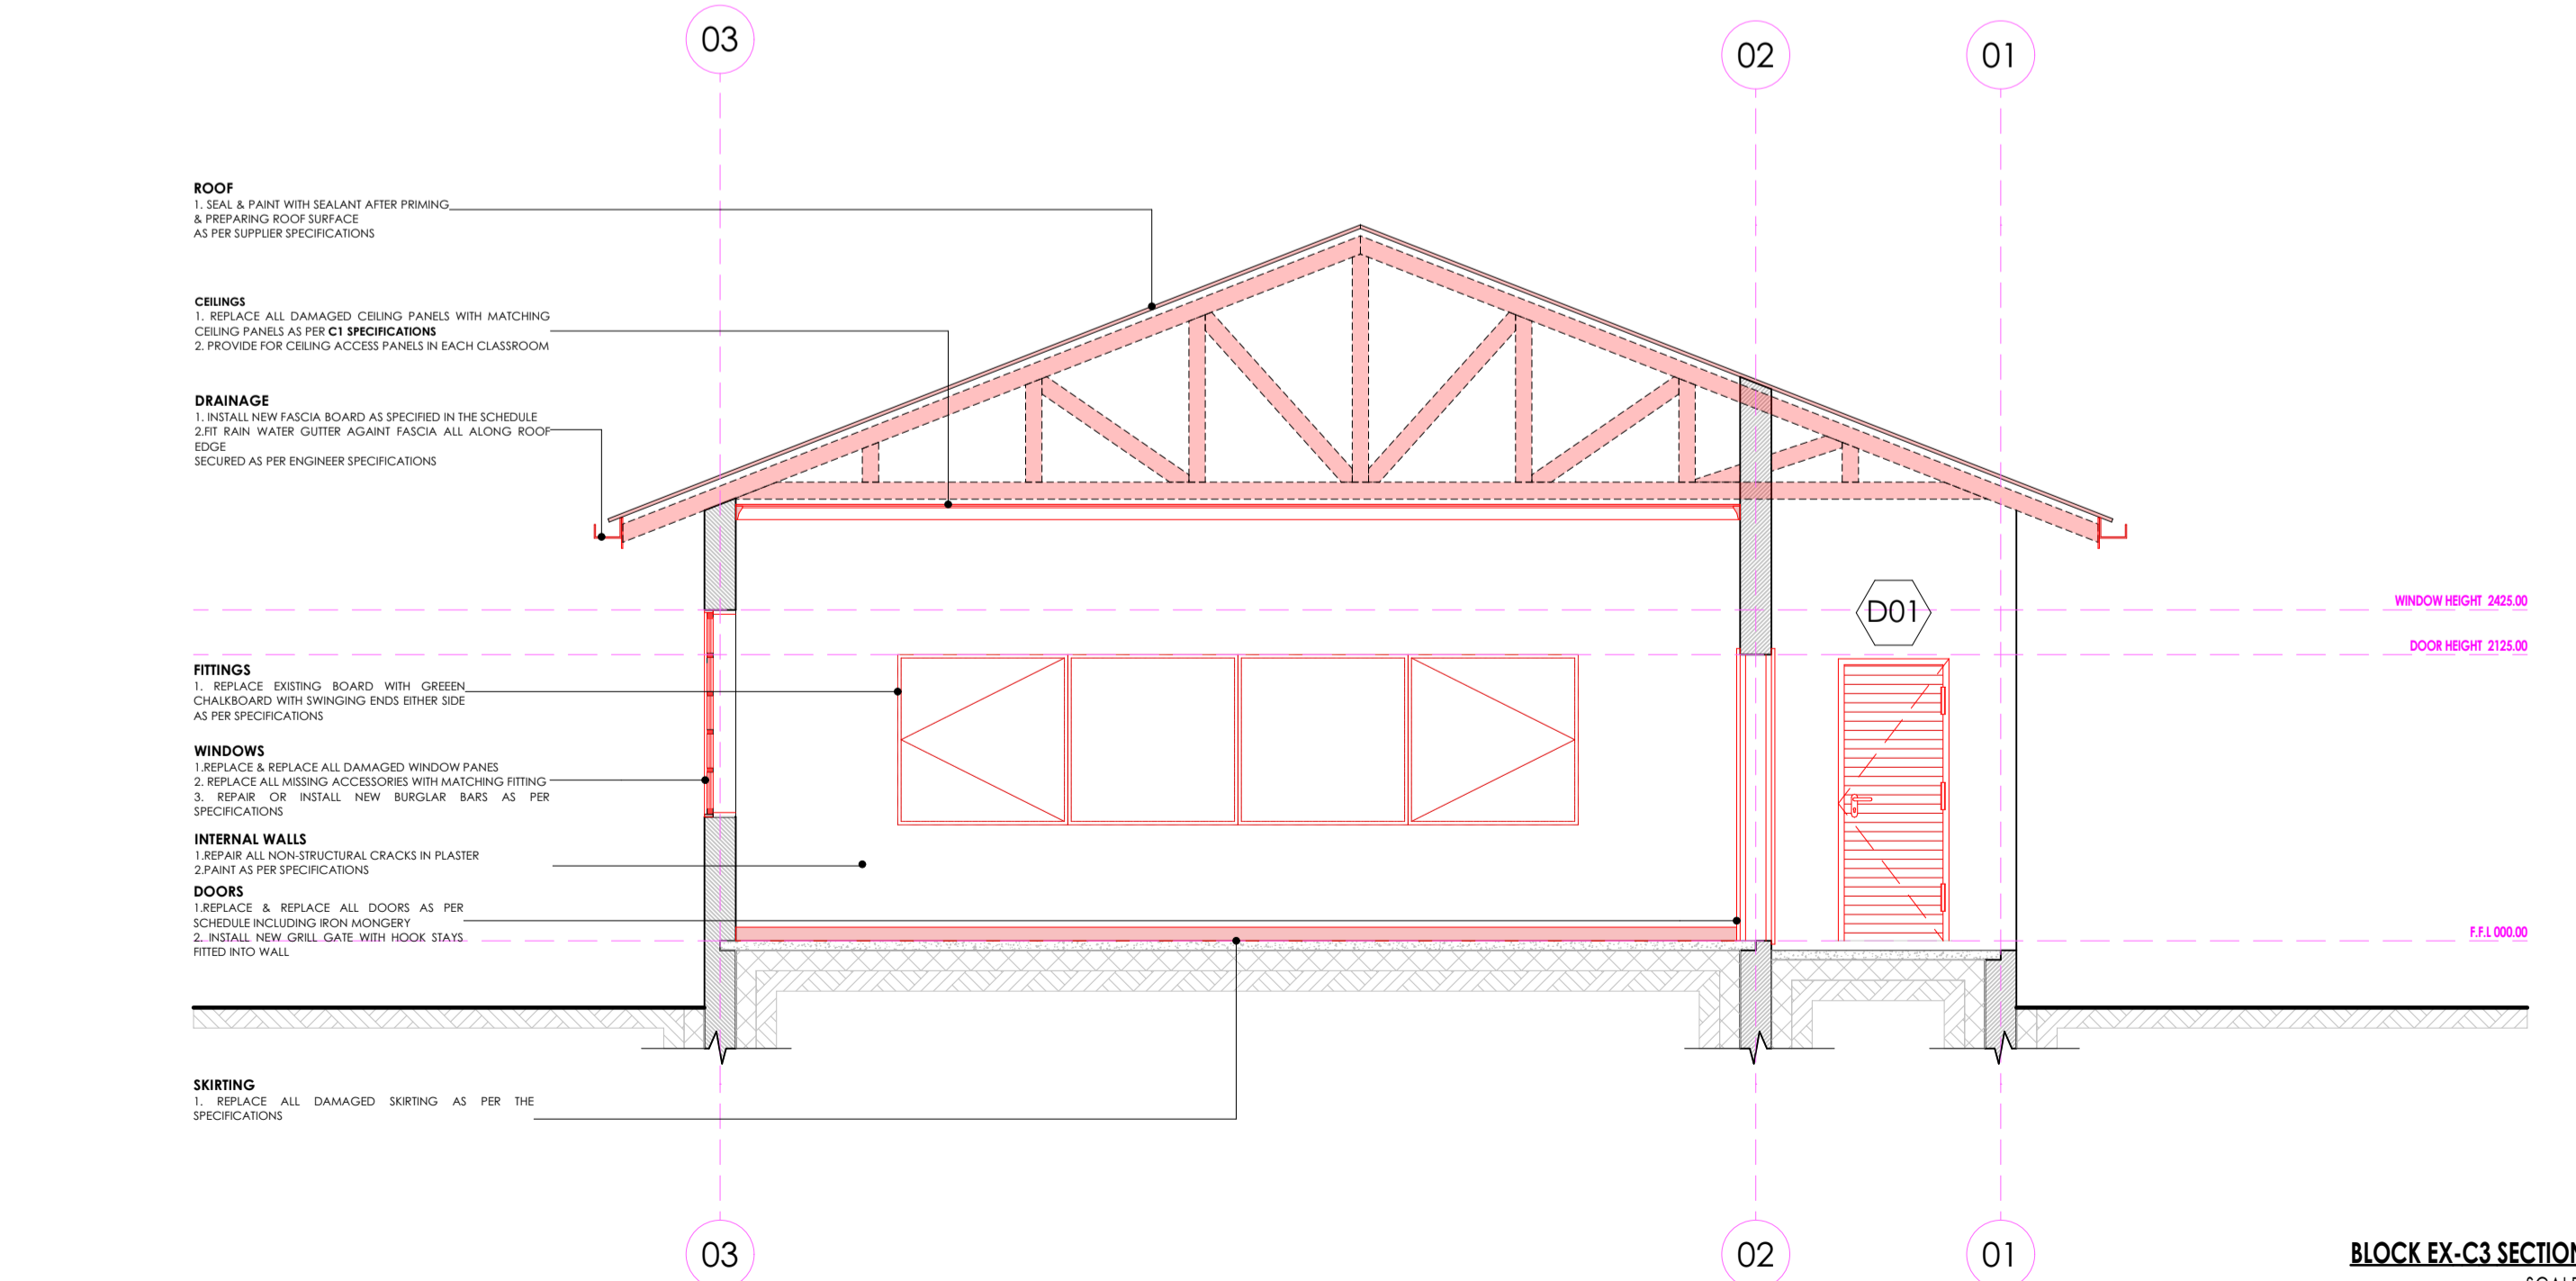 03
02
01
ROOF
1. SEAL & PAINT WITH SEALANT AFTER PRIMING
& PREPARING ROOF SURFACE
AS PER SUPPLIER SPECIFICATIONS
CEILINGS
1. REPLACE ALL DAMAGED CEILING PANELS WITH MATCHING
CEILING PANELS AS PER C1 SPECIFICATIONS
2. PROVIDE FOR CEILING ACCESS PANELS IN EACH CLASSROOM
DRAINAGE
1. INSTALL NEW FASCIA BOARD AS SPECIFIED IN THE SCHEDULE
2.FIT RAIN WATER GUTTER AGAINT FASCIA ALL ALONG ROOF
EDGE
SECURED AS PER ENGINEER SPECIFICATIONS
D01
WINDOW HEIGHT 2425.00
DOOR HEIGHT 2125.00
FITTINGS
1. REPLACE EXISTING BOARD WITH GREEEN
CHALKBOARD WITH SWINGING ENDS EITHER SIDE
AS PER SPECIFICATIONS
WINDOWS
1.REPLACE & REPLACE ALL DAMAGED WINDOW PANES
2. REPLACE ALL MISSING ACCESSORIES WITH MATCHING FITTING
3. REPAIR OR INSTALL NEW BURGLAR BARS AS PER
SPECIFICATIONS
INTERNAL WALLS
1.REPAIR ALL NON-STRUCTURAL CRACKS IN PLASTER
2.PAINT AS PER SPECIFICATIONS
DOORS
1.REPLACE & REPLACE ALL DOORS AS PER
SCHEDULE INCLUDING IRON MONGERY
2. INSTALL NEW GRILL GATE WITH HOOK STAYS
FITTED INTO WALL
F.F.L 000.00
SKIRTING
1. REPLACE ALL DAMAGED SKIRTING AS PER THE
SPECIFICATIONS
03
02
01
BLOCK EX-C3 SECTION